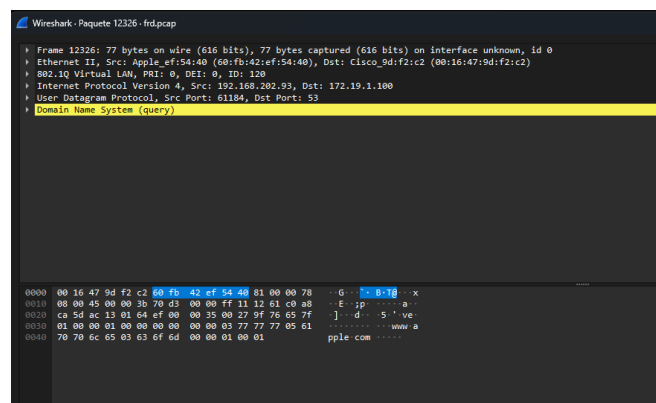 Wireshark · Paquete 12326 · frd.pcap
Frame 12326: 77 bytes on wire (616 bits), 77 bytes captured (616 bits) on interface unknown, id 0
Ethernet II, Src: Apple_ef:54:40 (60:fb:42:ef:54:40), Dst: Cisco_9d:f2:c2 (00:16:47:9d:f2:c2)
802.1Q Virtual LAN, PRI: 0, DEI: 0, ID: 120
Internet Protocol Version 4, Src: 192.168.202.93, Dst: 172.19.1.100
User Datagram Protocol, Src Port: 61184, Dst Port: 53
Domain Name System (query)
0000 00 16 47 9d f2 c2 60 fb 42 ef 54 40 81 00 00 78 ··G···`· B·T@···x
0010 08 00 45 00 00 3b 70 d3 00 00 ff 11 12 61 c0 a8 ··E··;p· ·····a··
0020 ca 5d ac 13 01 64 ef 00 00 35 00 27 9f 76 65 7f ·]···d·· ·5·'·ve·
0030 01 00 00 01 00 00 00 00 00 00 03 77 77 77 05 61 ········ ···www·a
0040 70 70 6c 65 03 63 6f 6d 00 00 01 00 01 pple·com ·····